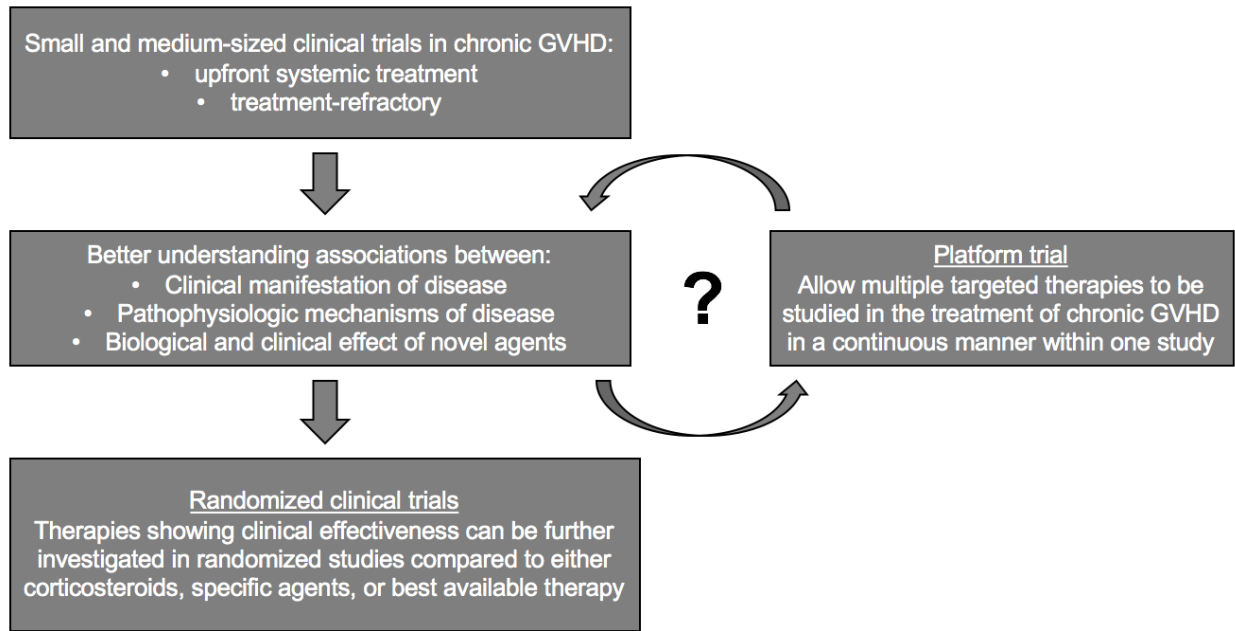 Small and medium-sized clinical trials in chronic GVHD:
• upfront systemic treatment
• treatment-refractory
Better understanding associations between:
• Clinical manifestation of disease
• Pathophysiologic mechanisms of disease
• Biological and clinical effect of novel agents
?
Platform trial
Allow multiple targeted therapies to be
studied in the treatment of chronic GVHD
in a continuous manner within one study
Randomized clinical trials
Therapies showing clinical effectiveness can be further
investigated in randomized studies compared to either
corticosteroids, specific agents, or best available therapy